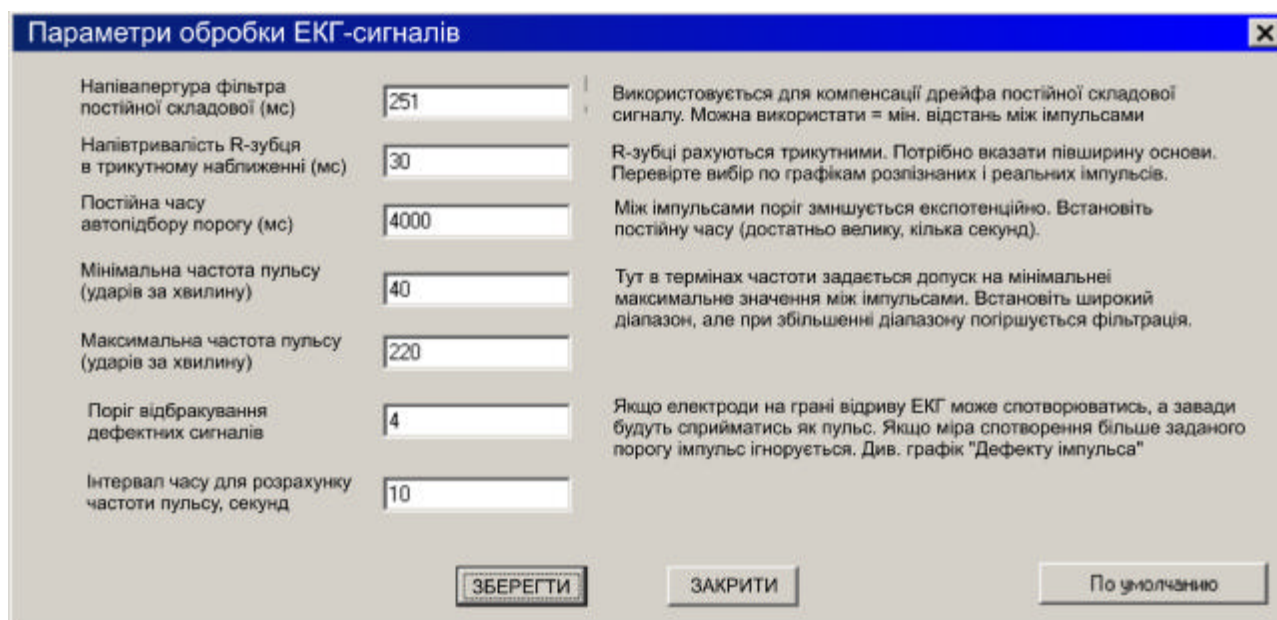 Параметри обробки ЕКГ-сигналів
Напівапертура фільтра
постійної складової (мс)
251
Використовується для компенсації дрейфа постійної складової
сигналу. Можна використати = мін. відстань між імпульсами
Напівтривалість R-зубця
в трикутному наближенні (мс)
30
R-зубці рахуються трикутними. Потрібно вказати півширину основи.
Перевірте вибір по графікам розпізнаних і реальних імпульсів.
Постійна часу
автопідбору порогу (мс)
4000
Між імпульсами поріг змншується експотенційно. Встановіть
постійну часу (достатньо велику, кілька секунд).
Мінімальна частота пульсу
(ударів за хвилину)
40
Тут в термінах частоти задається допуск на мінімальнеі
максимальне значення між імпульсами. Встановіть широкий
діапазон, але при збільшенні діапазону погіршується фільтрація.
Максимальна частота пульсу
(ударів за хвилину)
220
Поріг відбракування
дефектних сигналів
4
Якщо електроди на грані відриву ЕКГ може спотворюватись, а завади
будуть сприйматись як пульс. Якщо міра спотворення більше заданого
порогу імпульс ігнорується. Див. графік "Дефекту імпульса"
Інтервал часу для розрахунку
частоти пульсу, секунд
10
ЗБЕРЕГТИ
ЗАКРИТИ
По умолчанию